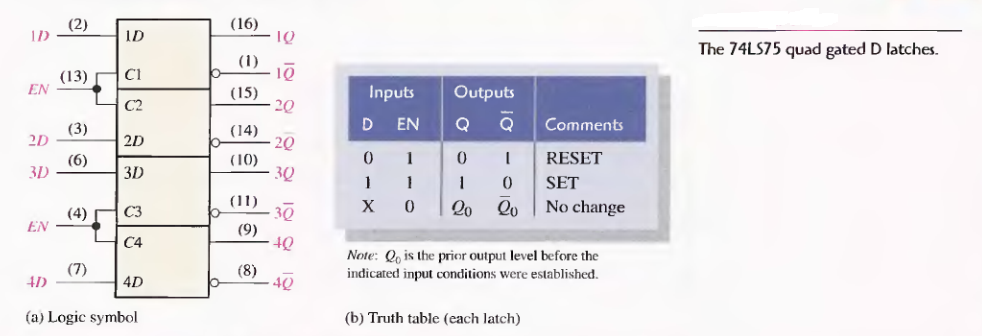 (2) (16)
1D 1D 1Q
(1)
(13) C1 1Q̅
EN (15)
C2 2Q
(3) (14)
2D 2D 2Q̅
(6) (10)
3D 3D 3Q
(11)
(4) C3 3Q̅
EN (9)
C4 4Q
(7) (8)
4D 4D 4Q̅
(a) Logic symbol
Inputs Outputs
D EN Q Q̅ Comments
0 1 0 1 RESET
1 1 1 0 SET
X 0 Q₀ Q̅₀ No change
Note: Q₀ is the prior output level before the
indicated input conditions were established.
(b) Truth table (each latch)
The 74LS75 quad gated D latches.